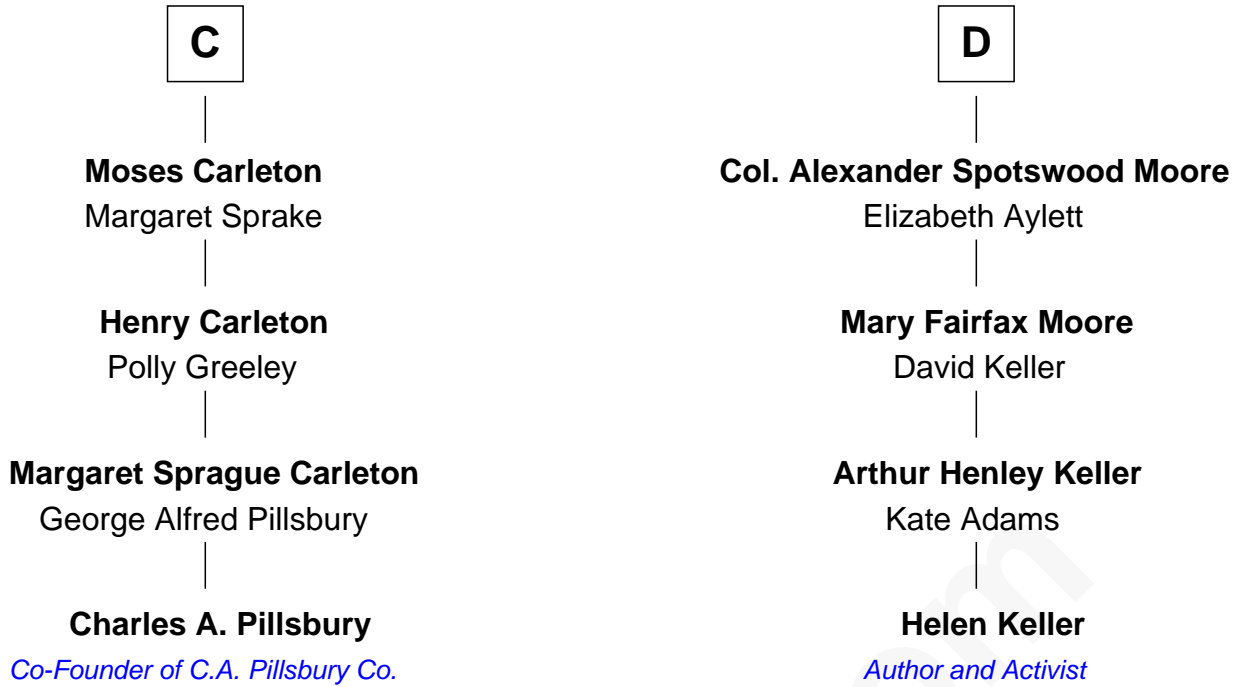 C
D
Moses Carleton
Margaret Sprake
Col. Alexander Spotswood Moore
Elizabeth Aylett
Henry Carleton
Polly Greeley
Mary Fairfax Moore
David Keller
Margaret Sprague Carleton
George Alfred Pillsbury
Arthur Henley Keller
Kate Adams
Charles A. Pillsbury
Co-Founder of C.A. Pillsbury Co.
Helen Keller
Author and Activist